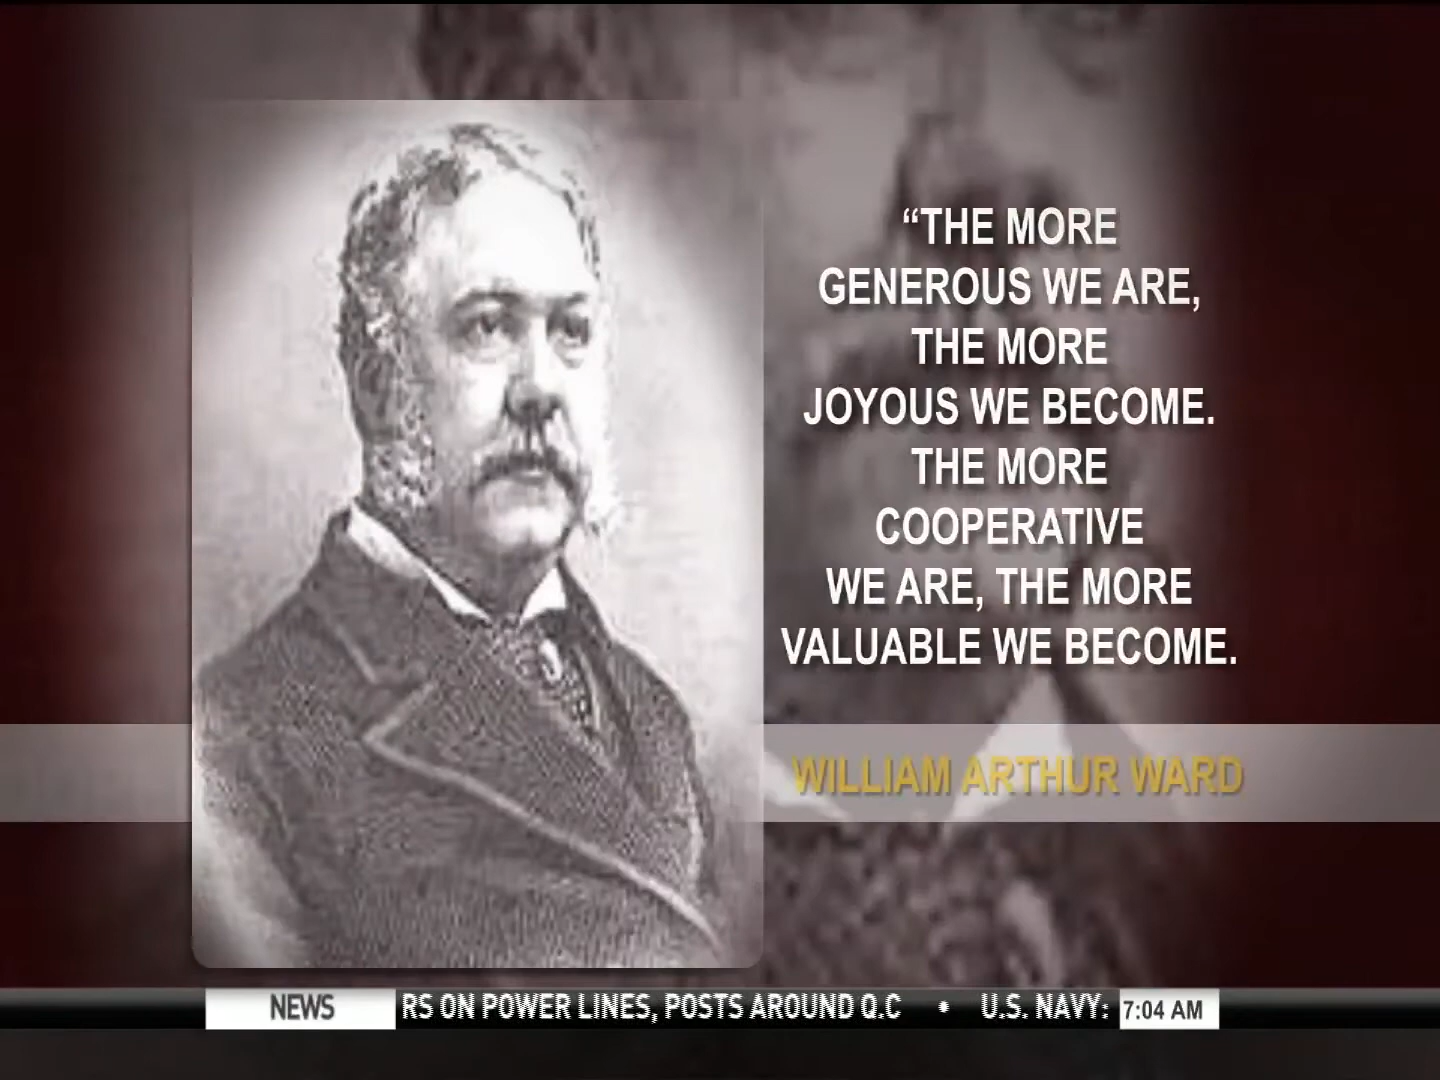 “THE MORE
GENEROUS WE ARE,
THE MORE
JOYOUS WE BECOME.
THE MORE
COOPERATIVE
WE ARE, THE MORE
VALUABLE WE BECOME.
WILLIAM ARTHUR WARD
NEWS RS ON POWER LINES, POSTS AROUND Q.C • U.S. NAVY: 7:04 AM